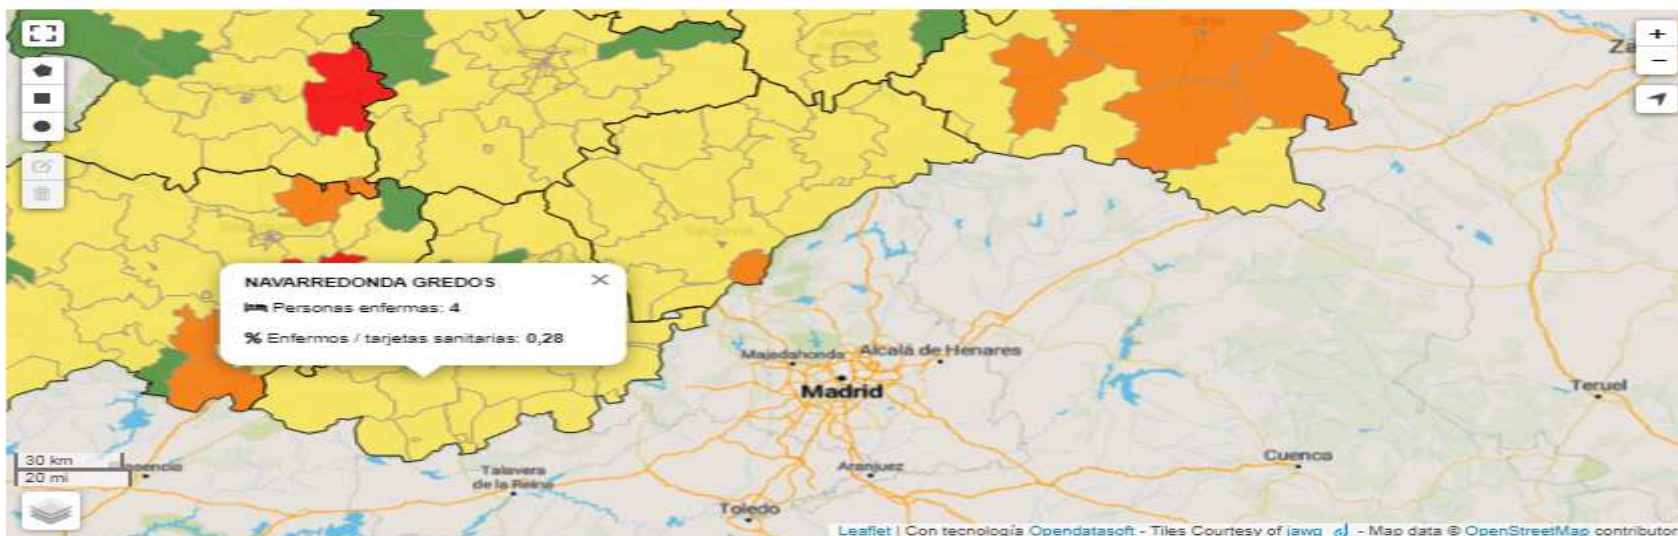 Soria
+
−
NAVARREDONDA GREDOS ×
Personas enfermas: 4
% Enfermos / tarjetas sanitarias: 0,28
Segovia
Majadahonda
Alcalá de Henares
Madrid
Teruel
Cuenca
Talavera
de la Reina
Aranjuez
Toledo
30 km
20 mi
Leaflet | Con tecnología Opendatasoft - Tiles Courtesy of jawg - Map data © OpenStreetMap contributor